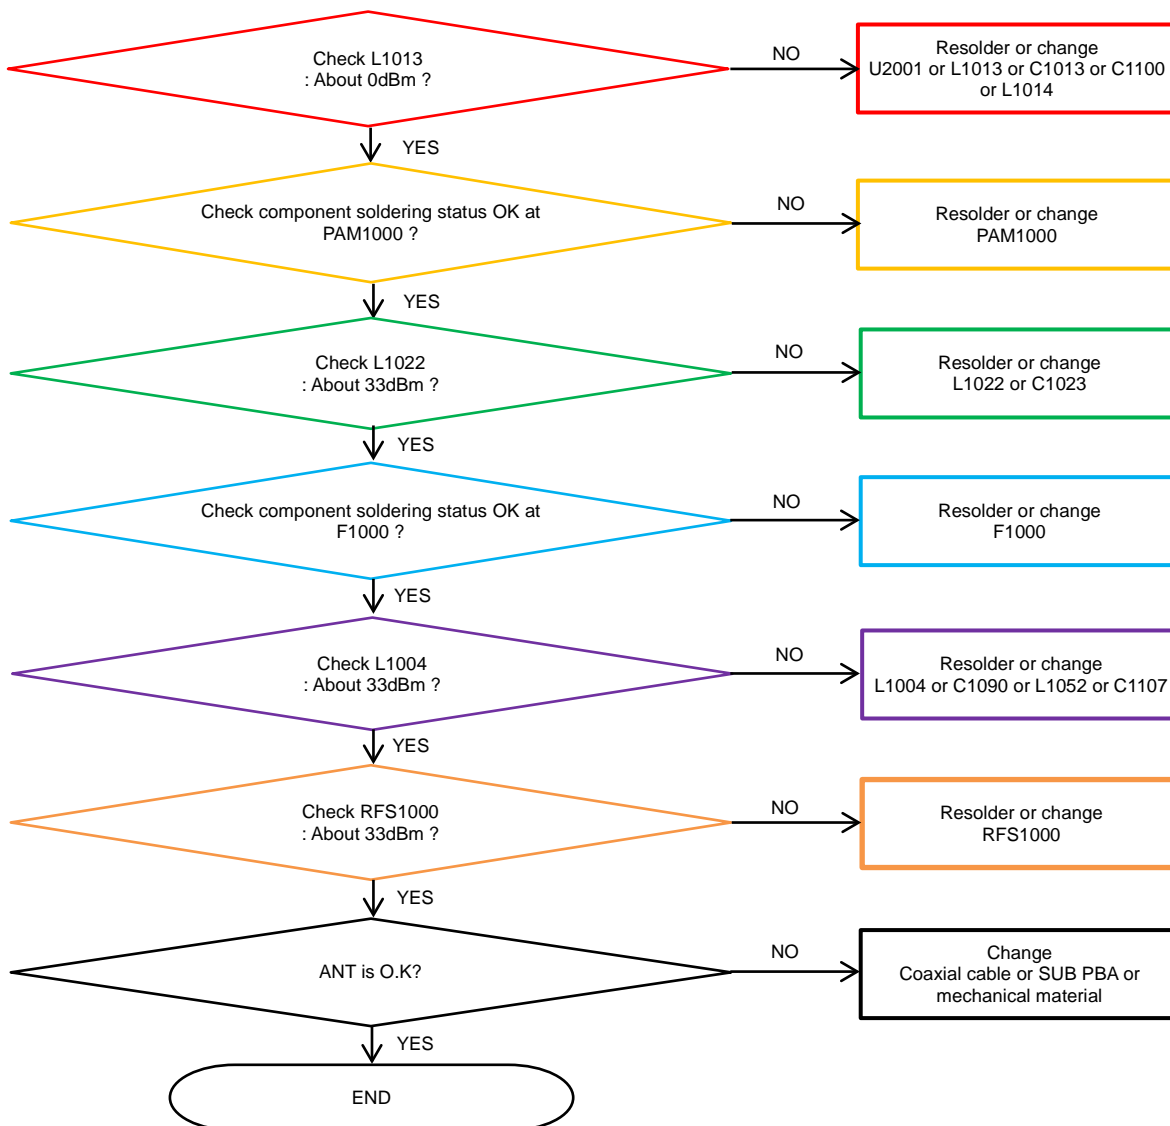 Check L1013
: About 0dBm ?
NO
Resolder or change
U2001 or L1013 or C1013 or C1100
or L1014
YES
Check component soldering status OK at
PAM1000 ?
NO
Resolder or change
PAM1000
YES
Check L1022
: About 33dBm ?
NO
Resolder or change
L1022 or C1023
YES
Check component soldering status OK at
F1000 ?
NO
Resolder or change
F1000
YES
Check L1004
: About 33dBm ?
NO
Resolder or change
L1004 or C1090 or L1052 or C1107
YES
Check RFS1000
: About 33dBm ?
NO
Resolder or change
RFS1000
YES
ANT is O.K?
NO
Change
Coaxial cable or SUB PBA or
mechanical material
YES
END